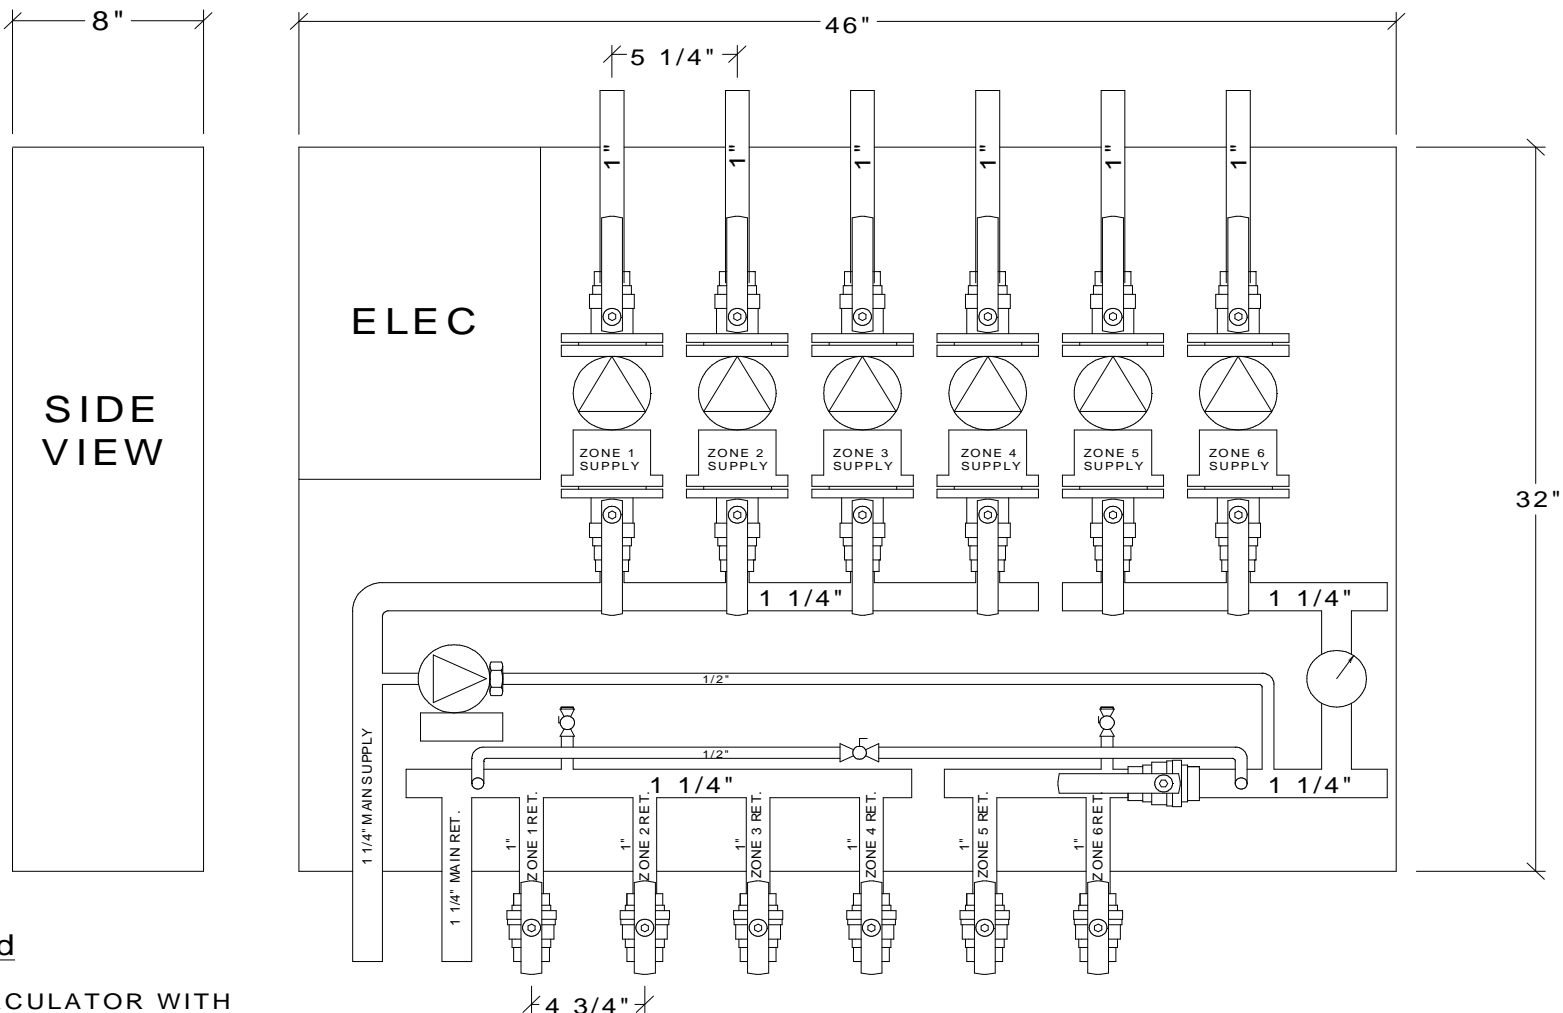 8"
46"
5 1/4"
1"
1"
1"
1"
1"
1"
ELEC
SIDE
VIEW
ZONE 1
SUPPLY
ZONE 2
SUPPLY
ZONE 3
SUPPLY
ZONE 4
SUPPLY
ZONE 5
SUPPLY
ZONE 6
SUPPLY
32"
1 1/4"
1 1/4"
1/2"
1/2"
1 1/4"
1 1/4"
1 1/4" MAIN SUPPLY
1 1/4" MAIN RET.
1"
ZONE 1 RET.
1"
ZONE 2 RET.
1"
ZONE 3 RET.
1"
ZONE 4 RET.
1"
ZONE 5 RET.
1"
ZONE 6 RET.
4 3/4"
WITH